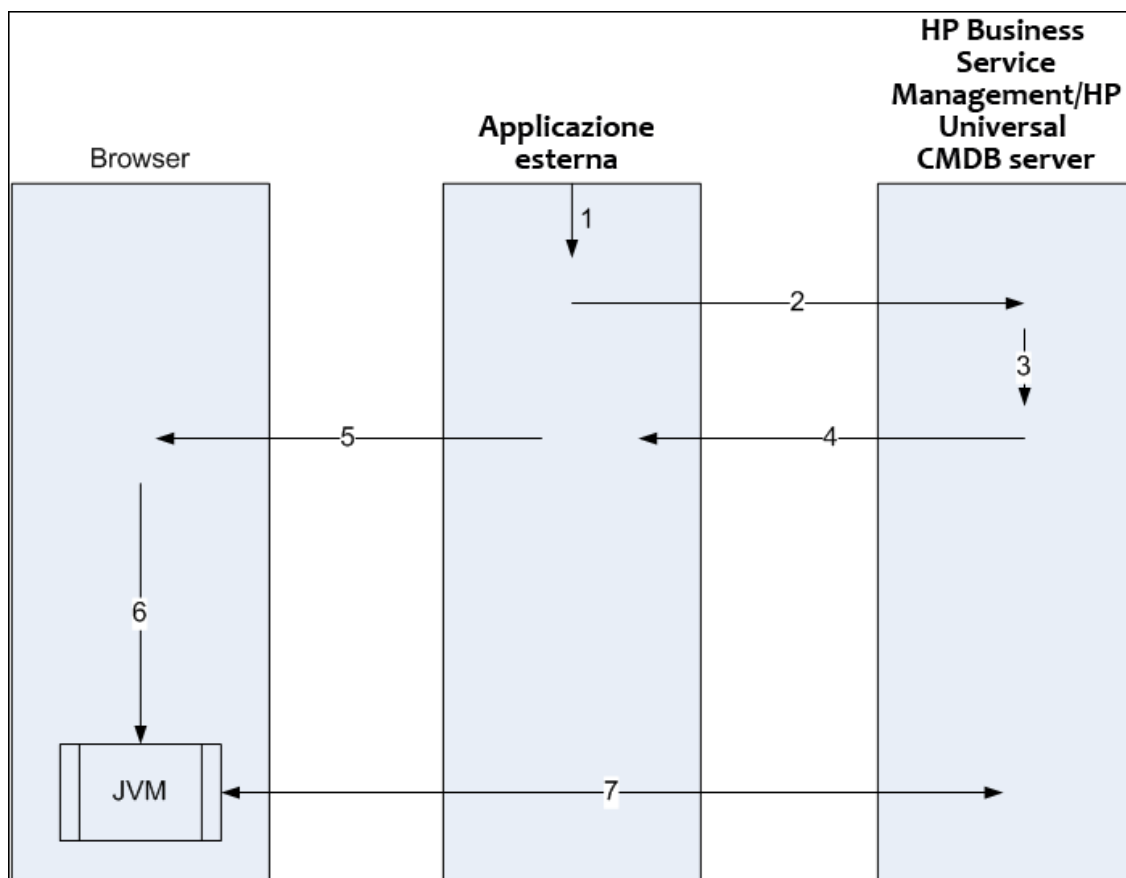 Browser
Applicazione
esterna
HP Business
Service
Management/HP
Universal
CMDB server
1
2
3
4
5
6
JVM
7